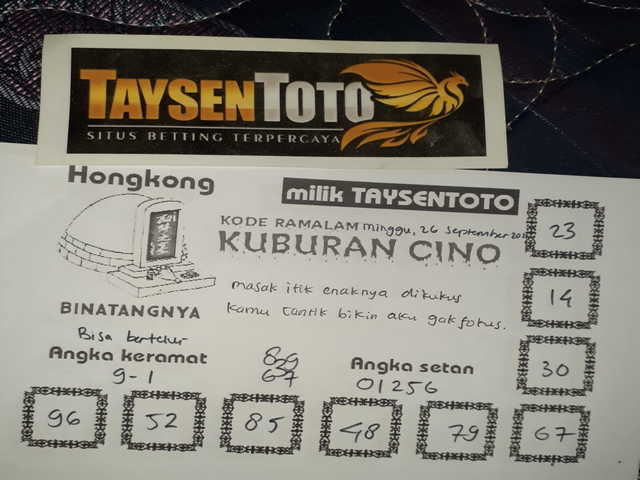 TAYSENTOTO
SITUS BETTING TERPERCAYA
Hongkong
milik TAYSENTOTO
KODE RAMALAM Minggu, 26 September
KUBURAN CINO
23
masak itik enaknya dikukus
kamu cantik bikin aku gak fokus.
14
BINATANGNYA
Bisa bertelur
Angka keramat
9-1
829
637
Angka setan
01256
30
96
52
85
48
79
67